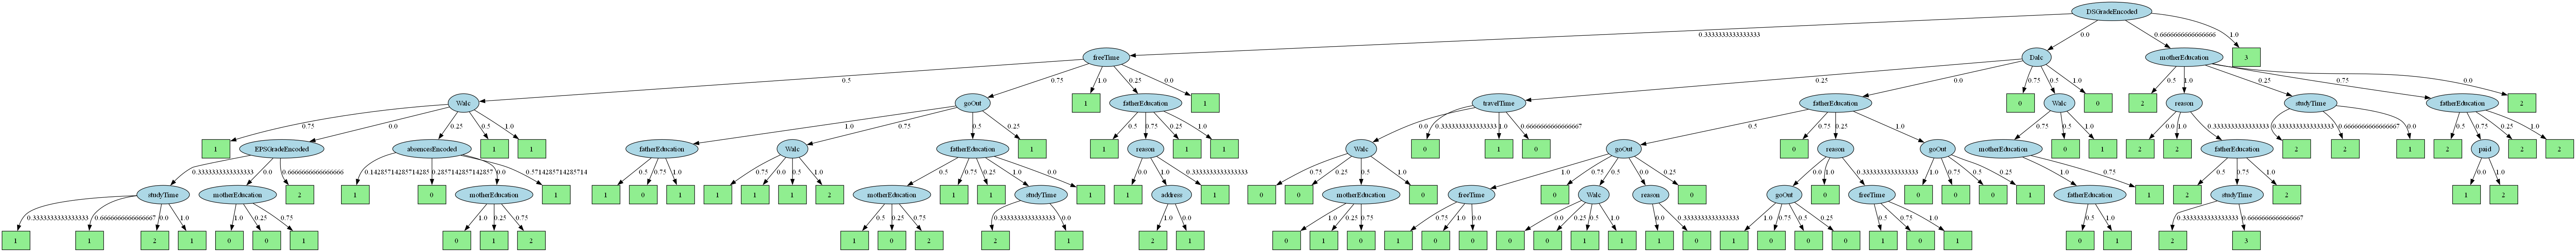 DSGradeEncoded
0.333333333333333 0.0 0.6666666666666666 1.0
freeTime Dalc motherEducation 3
0.5 0.75 1.0 0.25 0.0 0.25 0.0 0.75 0.5 1.0 0.5 1.0 0.25 0.75 0.0
Walc goOut 1 fatherEducation 1 travelTime fatherEducation 0 Walc 0 2 reason studyTime fatherEducation 2
0.75 0.0 0.25 0.5 1.0 1.0 0.75 0.5 0.25 0.5 0.75 0.25 1.0 0.0 0.3333333333333333 1.0 0.6666666666666667 0.5 0.75 0.25 1.0 0.75 0.5 1.0 0.0 1.0 0.3333333333333333 0.3333333333333333 0.6666666666666667 0.0 0.5 0.75 0.25 1.0
1 EPSGradeEncoded absencesEncoded 1 1 fatherEducation Walc fatherEducation 1 1 reason 1 1 Walc 0 1 0 goOut 0 reason goOut motherEducation 0 1 2 2 fatherEducation 2 2 1 2 paid 2 2
0.3333333333333333 0.0 0.6666666666666666 0.14285714285714285 0.2857142857142857 0.0 0.5714285714285714 0.5 0.75 1.0 0.75 0.0 0.5 1.0 0.5 0.75 0.25 1.0 0.0 0.0 1.0 0.3333333333333333 0.75 0.25 0.5 1.0 0.0 1.0 0.75 0.5 0.0 0.25 0.0 1.0 0.3333333333333333 1.0 0.75 0.5 0.25 1.0 0.75 0.5 0.75 1.0 0.0 1.0
studyTime motherEducation 2 1 0 motherEducation 1 1 0 1 1 1 1 2 motherEducation 1 1 studyTime 1 1 address 1 0 0 motherEducation 0 freeTime 0 Walc reason 0 goOut 0 freeTime 0 0 0 1 fatherEducation 1 2 studyTime 2 1 2
0.3333333333333333 0.6666666666666667 0.0 1.0 1.0 0.25 0.75 1.0 0.25 0.75 0.5 0.25 0.75 0.3333333333333333 0.0 1.0 0.0 1.0 0.25 0.75 0.75 1.0 0.0 0.0 0.25 0.5 1.0 0.0 0.3333333333333333 1.0 0.75 0.5 0.25 0.5 0.75 1.0 0.5 1.0 0.3333333333333333 0.6666666666666667
1 1 2 1 0 0 1 0 1 2 1 0 2 2 1 2 1 0 1 0 1 0 0 0 0 1 1 1 0 1 0 0 0 1 0 1 0 1 2 3